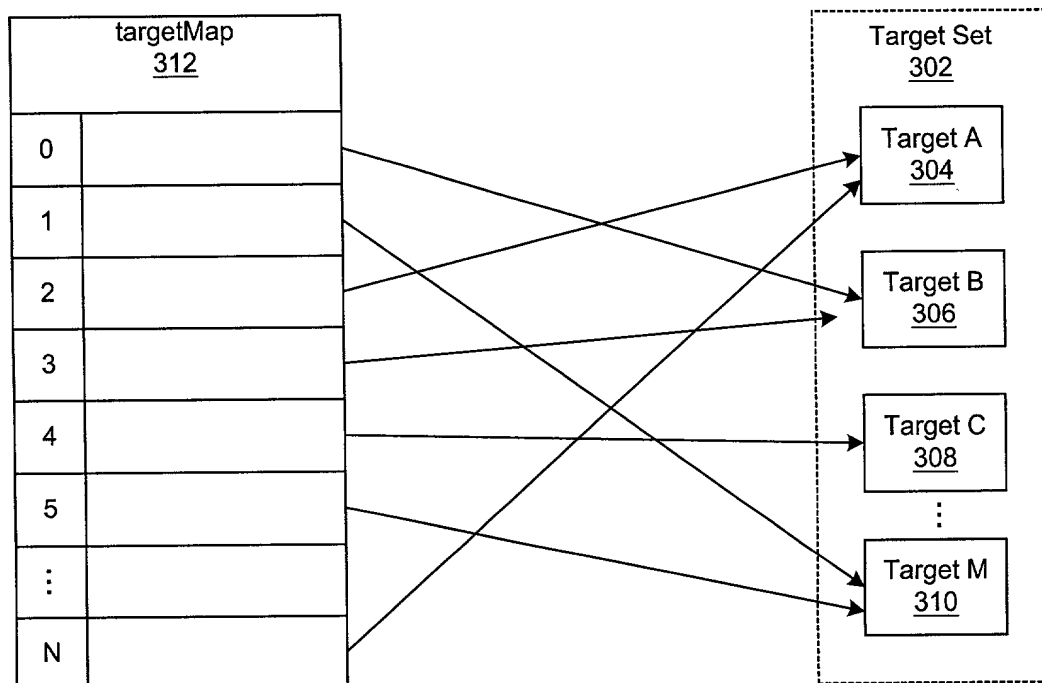 targetMap
312
0
1
2
3
4
5
⋮
N
Target Set
302
Target A
304
Target B
306
Target C
308
⋮
Target M
310